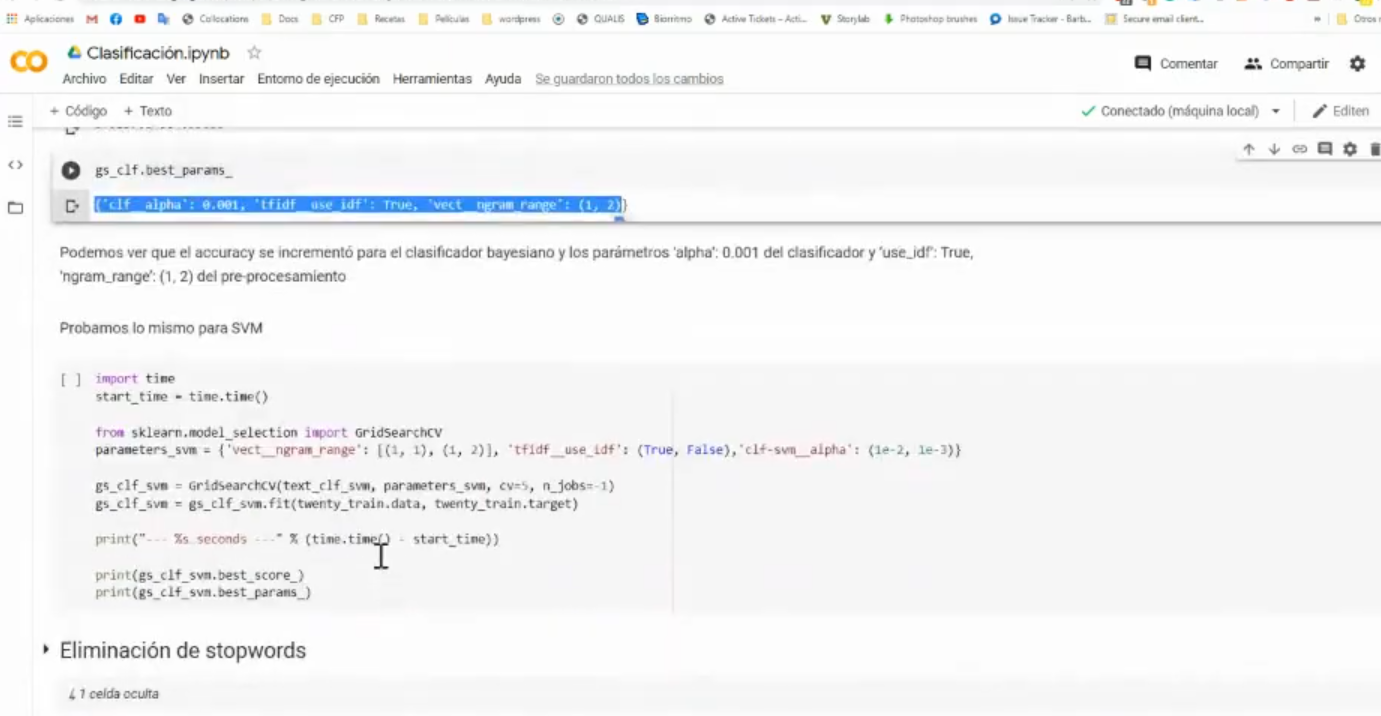 Aplicaciones Collocations Docs CFP Recetas Películas wordpress QUALIS Biorritmo Active Tickets – Acti... Storylab Photoshop brushes Issue Tracker - Barb... Secure email client... » Otros
Clasificación.ipynb
Comentar Compartir
Archivo Editar Ver Insertar Entorno de ejecución Herramientas Ayuda Se guardaron todos los cambios
+ Código + Texto Conectado (máquina local) Editen
gs_clf.best_params_
{'clf__alpha': 0.001, 'tfidf__use_idf': True, 'vect__ngram_range': (1, 2)}
Podemos ver que el accuracy se incrementó para el clasificador bayesiano y los parámetros 'alpha': 0.001 del clasificador y 'use_idf': True,
'ngram_range': (1, 2) del pre-procesamiento
Probamos lo mismo para SVM
[ ] import time
start_time = time.time()
from sklearn.model_selection import GridSearchCV
parameters_svm = {'vect__ngram_range': [(1, 1), (1, 2)], 'tfidf__use_idf': (True, False),'clf-svm__alpha': (1e-2, 1e-3)}
gs_clf_svm = GridSearchCV(text_clf_svm, parameters_svm, cv=5, n_jobs=-1)
gs_clf_svm = gs_clf_svm.fit(twenty_train.data, twenty_train.target)
print("--- %s seconds ---" % (time.time() - start_time))
print(gs_clf_svm.best_score_)
print(gs_clf_svm.best_params_)
Eliminación de stopwords
↳ 1 celda oculta